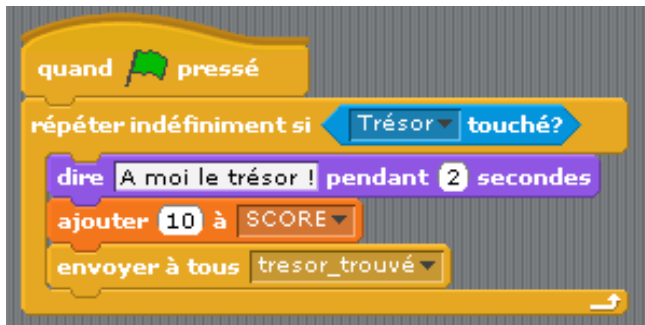 quand pressé
répéter indéfiniment si Trésor touché?
dire A moi le trésor ! pendant 2 secondes
ajouter 10 à SCORE
envoyer à tous tresor_trouvé